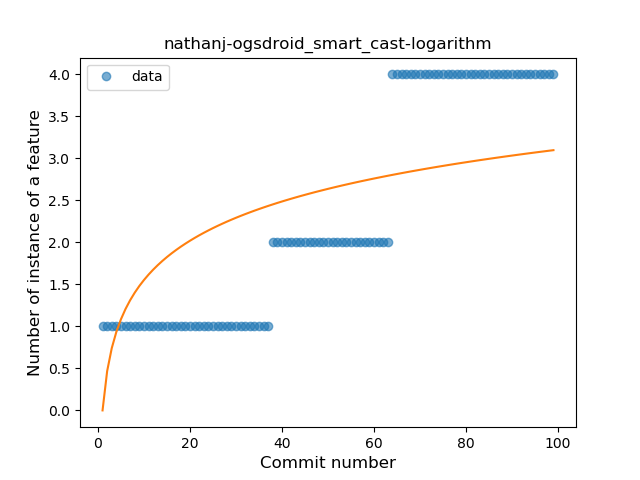 nathanj-ogsdroid_smart_cast-logarithm
data
Number of instance of a feature
4.0
3.5
3.0
2.5
2.0
1.5
1.0
0.5
0.0
0 20 40 60 80 100
Commit number